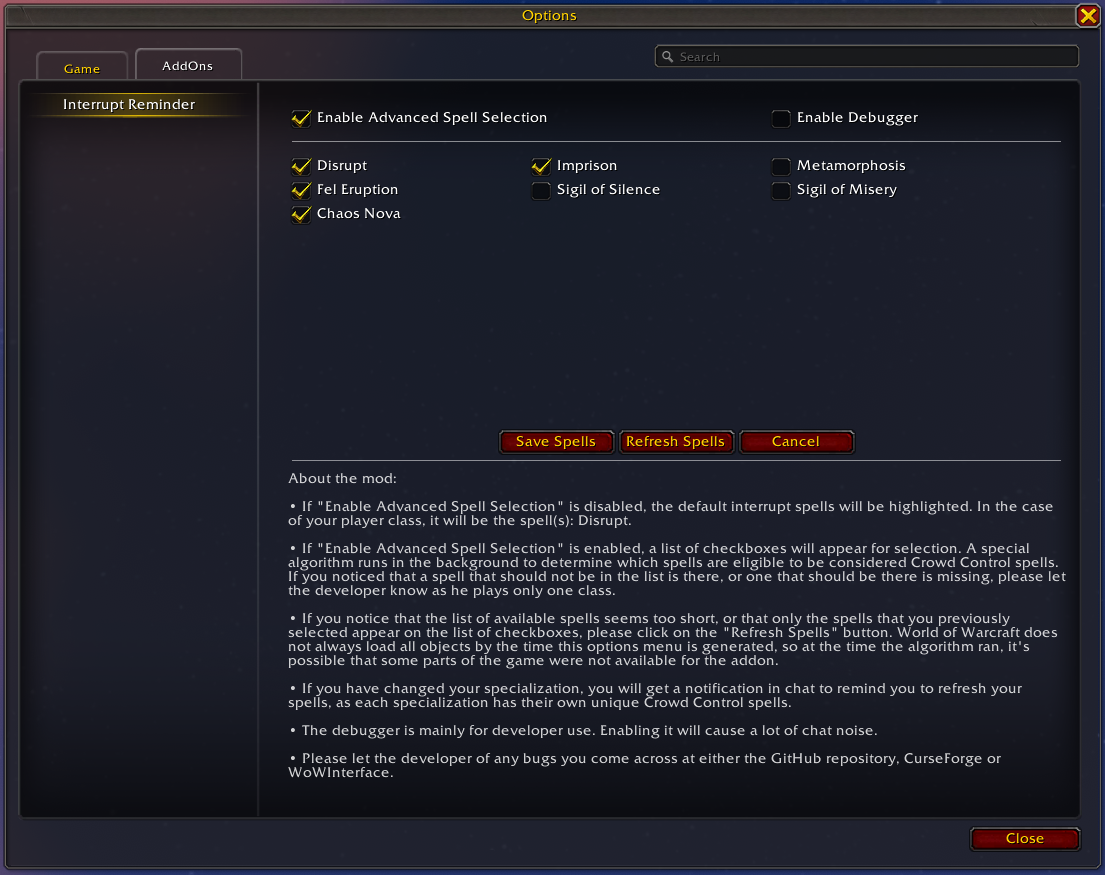 Options
Game
AddOns
Search
Interrupt Reminder
Enable Advanced Spell Selection
Enable Debugger
Disrupt
Imprison
Metamorphosis
Fel Eruption
Sigil of Silence
Sigil of Misery
Chaos Nova
Save Spells
Refresh Spells
Cancel
About the mod:
• If "Enable Advanced Spell Selection" is disabled, the default interrupt spells will be highlighted. In the case
of your player class, it will be the spell(s): Disrupt.
• If "Enable Advanced Spell Selection" is enabled, a list of checkboxes will appear for selection. A special
algorithm runs in the background to determine which spells are eligible to be considered Crowd Control spells.
If you noticed that a spell that should not be in the list is there, or one that should be there is missing, please let
the developer know as he plays only one class.
• If you notice that the list of available spells seems too short, or that only the spells that you previously
selected appear on the list of checkboxes, please click on the "Refresh Spells" button. World of Warcraft does
not always load all objects by the time this options menu is generated, so at the time the algorithm ran, it's
possible that some parts of the game were not available for the addon.
• If you have changed your specialization, you will get a notification in chat to remind you to refresh your
spells, as each specialization has their own unique Crowd Control spells.
• The debugger is mainly for developer use. Enabling it will cause a lot of chat noise.
• Please let the developer of any bugs you come across at either the GitHub repository, CurseForge or
WoWInterface.
Close